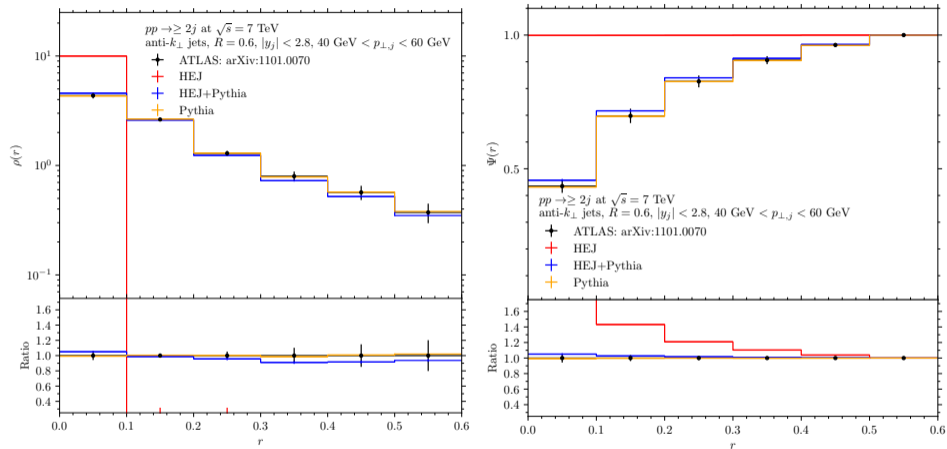 pp →≥ 2j at √s = 7 TeV
anti-k⊥ jets, R = 0.6, |y_j| < 2.8, 40 GeV < p⊥,j < 60 GeV
ATLAS: arXiv:1101.0070
HEJ
HEJ+Pythia
Pythia
10¹
10⁰
10⁻¹
ρ(r)
1.6
1.4
1.2
1.0
0.8
0.6
0.4
Ratio
0.0 0.1 0.2 0.3 0.4 0.5 0.6
r
1.0
0.5
Ψ(r)
pp →≥ 2j at √s = 7 TeV
anti-k⊥ jets, R = 0.6, |y_j| < 2.8, 40 GeV < p⊥,j < 60 GeV
ATLAS: arXiv:1101.0070
HEJ
HEJ+Pythia
Pythia
1.6
1.4
1.2
1.0
0.8
0.6
0.4
Ratio
0.0 0.1 0.2 0.3 0.4 0.5 0.6
r